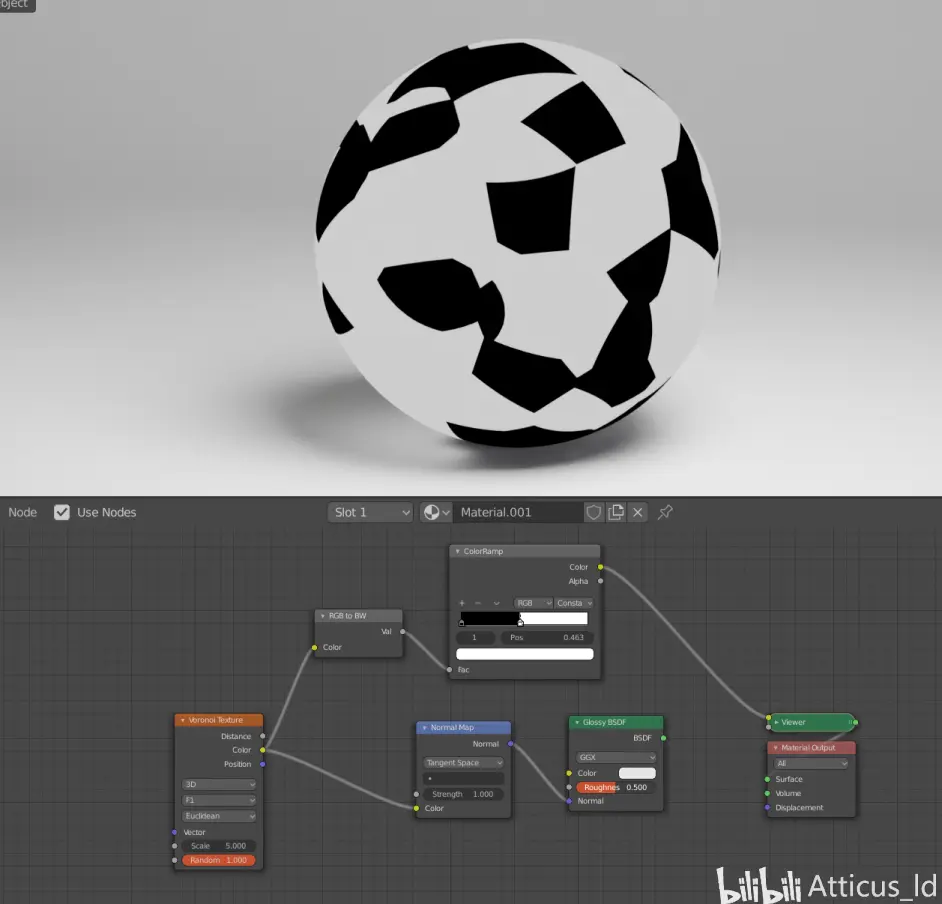 bject
Node Use Nodes Slot 1 Material.001
ColorRamp
Color
Alpha
+ − RGB Consta
1 Pos 0.463
Fac
RGB to BW
Val
Color
Voronoi Texture
Distance
Color
Position
3D
F1
Euclidean
Vector
Scale 5.000
Random 1.000
Normal Map
Normal
Tangent Space
Strength 1.000
Color
Glossy BSDF
BSDF
GGX
Color
Roughnes 0.500
Normal
Viewer
Material Output
All
Surface
Volume
Displacement
bilibili Atticus_ld